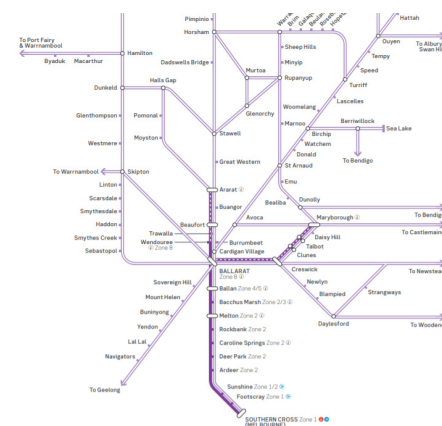 Pimpinio
Horsham
Hopet
Hattah
Ouyen
To Albury
Swan Hi
To Port Fairy
& Warrnambool
Hamilton
Byaduk
Macarthur
Sheep Hills
Tempy
Dadswells Bridge
Minyip
Speed
Murtoa
Rupanyup
Turriff
Halls Gap
Dunkeld
Lascelles
Woomelang
Glenthompson
Pomonal
Glenorchy
Berriwillock
Marnoo
Sea Lake
Birchip
Moyston
Stawell
Watchem
Westmere
Donald
To Bendigo
Great Western
St Arnaud
To Warrnambool
Skipton
Emu
Linton
Ararat
Bealiba
Dunolly
Scarsdale
Buangor
Smythesdale
Avoca
Maryborough
To Bendig
Haddon
Beaufort
To Castlemain
Trawalla
Daisy Hill
Smythes Creek
Wendouree
Zone 8
Burrumbeet
Talbot
Sebastopol
Cardigan Village
Clunes
BALLARAT
Zone 8
Creswick
To Newstea
Sovereign Hill
Ballan Zone 4/5
Newlyn
Mount Helen
Bacchus Marsh Zone 2/3
Blampied
Strangways
Buninyong
Melton Zone 2
Yendon
Rockbank Zone 2
Daylesford
To Wooden
Lal Lal
Caroline Springs Zone 2
Navigators
Deer Park Zone 2
Ardeer Zone 2
To Geelong
Sunshine Zone 1/2
Footscray Zone 1
SOUTHERN CROSS Zone 1
(MELBOURNE)